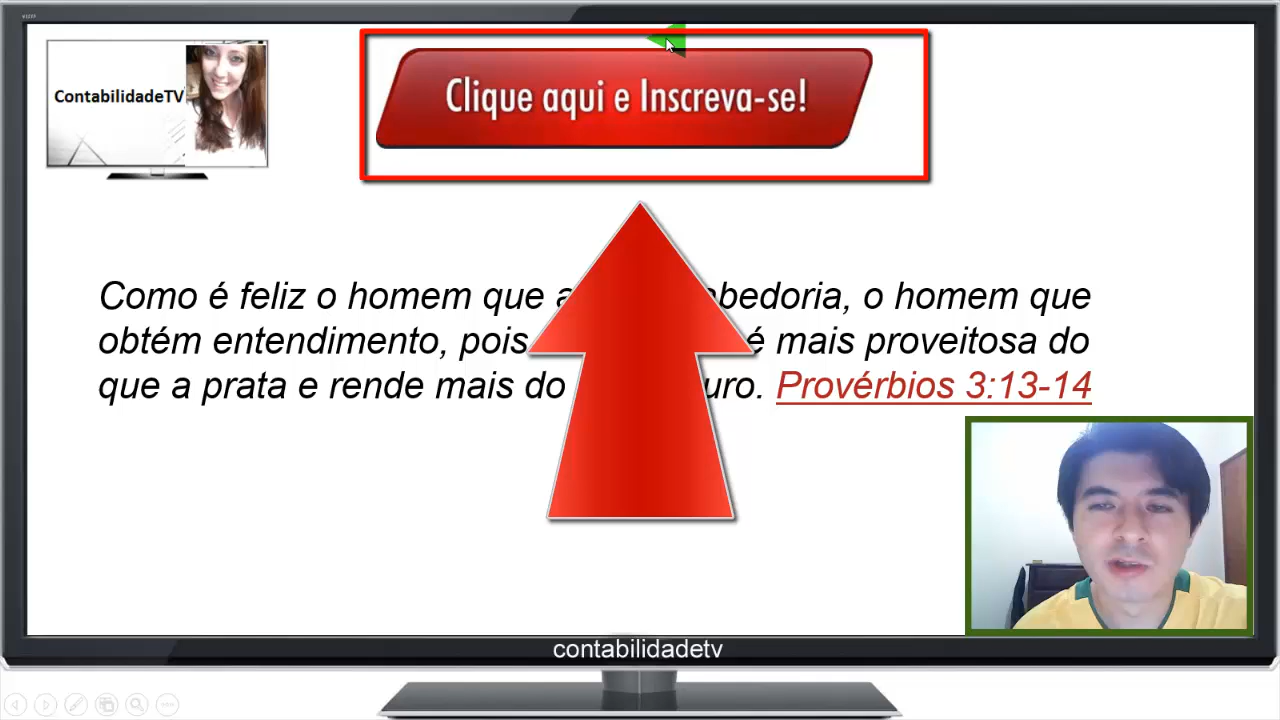 ContabilidadeTV
Clique aqui e Inscreva-se!
Como é feliz o homem que a abedoria, o homem que
obtém entendimento, pois é mais proveitosa do
que a prata e rende mais do uro. Provérbios 3:13-14
contabilidadetv